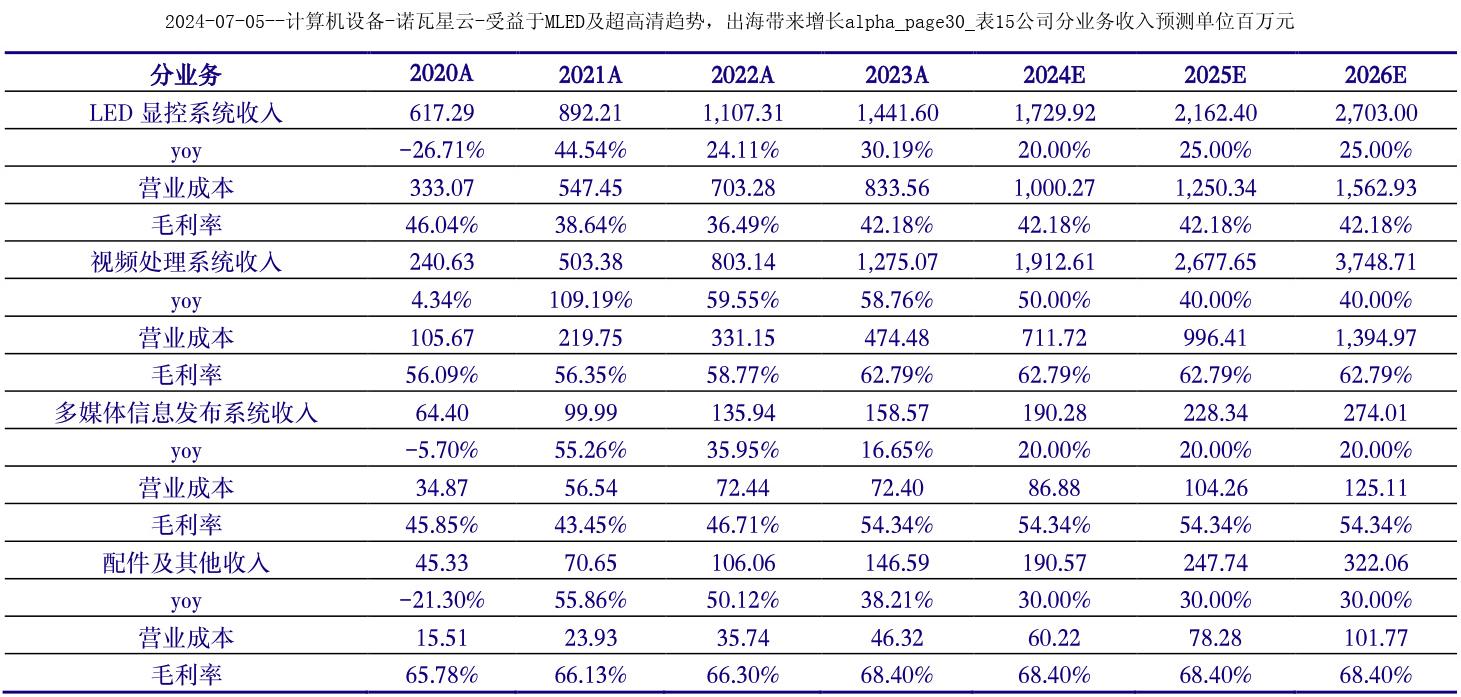 2024-07-05--计算机设备-诺瓦星云-受益于MLED及超高清趋势，出海带来增长alpha_page30_表15公司分业务收入预测单位百万元
分业务 2020A 2021A 2022A 2023A 2024E 2025E 2026E
LED 显控系统收入 617.29 892.21 1,107.31 1,441.60 1,729.92 2,162.40 2,703.00
yoy -26.71% 44.54% 24.11% 30.19% 20.00% 25.00% 25.00%
营业成本 333.07 547.45 703.28 833.56 1,000.27 1,250.34 1,562.93
毛利率 46.04% 38.64% 36.49% 42.18% 42.18% 42.18% 42.18%
视频处理系统收入 240.63 503.38 803.14 1,275.07 1,912.61 2,677.65 3,748.71
yoy 4.34% 109.19% 59.55% 58.76% 50.00% 40.00% 40.00%
营业成本 105.67 219.75 331.15 474.48 711.72 996.41 1,394.97
毛利率 56.09% 56.35% 58.77% 62.79% 62.79% 62.79% 62.79%
多媒体信息发布系统收入 64.40 99.99 135.94 158.57 190.28 228.34 274.01
yoy -5.70% 55.26% 35.95% 16.65% 20.00% 20.00% 20.00%
营业成本 34.87 56.54 72.44 72.40 86.88 104.26 125.11
毛利率 45.85% 43.45% 46.71% 54.34% 54.34% 54.34% 54.34%
配件及其他收入 45.33 70.65 106.06 146.59 190.57 247.74 322.06
yoy -21.30% 55.86% 50.12% 38.21% 30.00% 30.00% 30.00%
营业成本 15.51 23.93 35.74 46.32 60.22 78.28 101.77
毛利率 65.78% 66.13% 66.30% 68.40% 68.40% 68.40% 68.40%